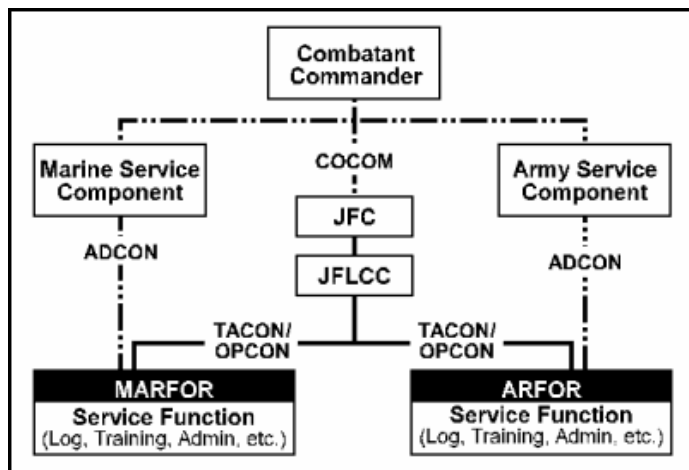 Combatant
Commander
Marine Service
Component
COCOM
Army Service
Component
JFC
ADCON
ADCON
JFLCC
TACON/
OPCON
TACON/
OPCON
MARFOR
Service Function
(Log, Training, Admin, etc.)
ARFOR
Service Function
(Log, Training, Admin, etc.)